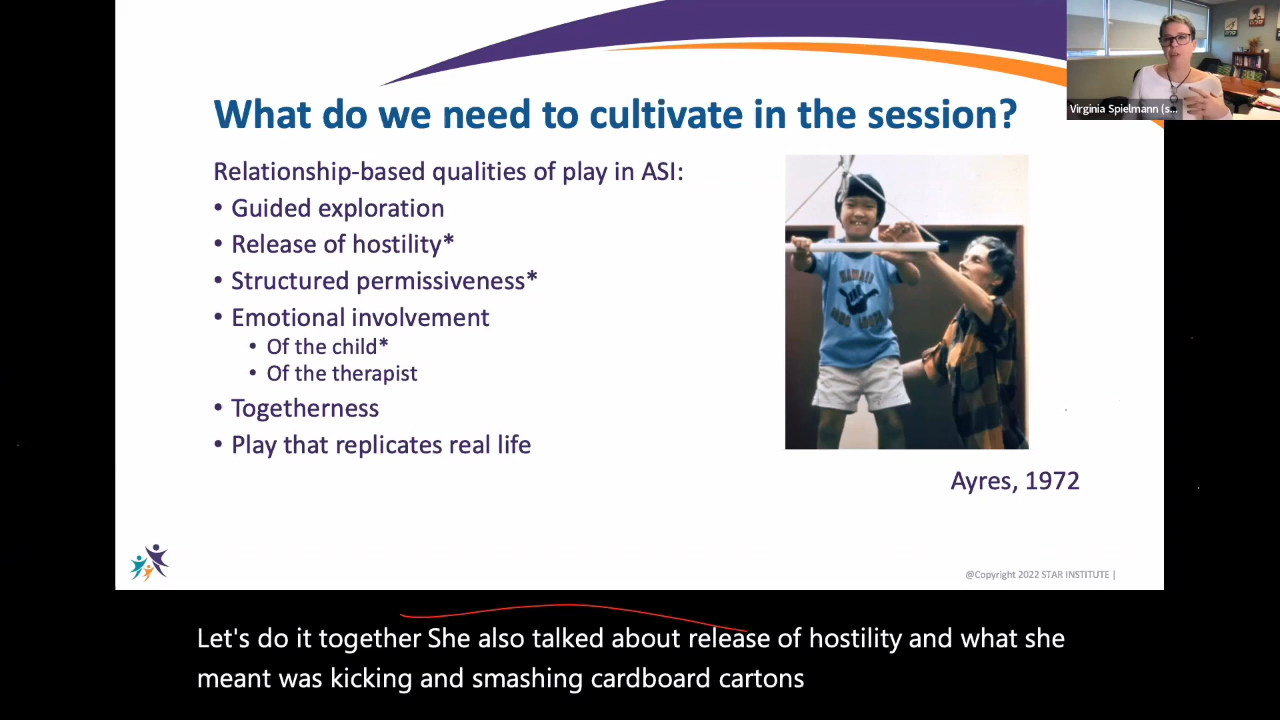 What do we need to cultivate in the session?
Virginia Spielmann (s...
Relationship-based qualities of play in ASI:
• Guided exploration
• Release of hostility*
• Structured permissiveness*
• Emotional involvement
• Of the child*
• Of the therapist
• Togetherness
• Play that replicates real life
HAWAII
Ayres, 1972
@Copyright 2022 STAR INSTITUTE |
Let's do it together She also talked about release of hostility and what she
meant was kicking and smashing cardboard cartons